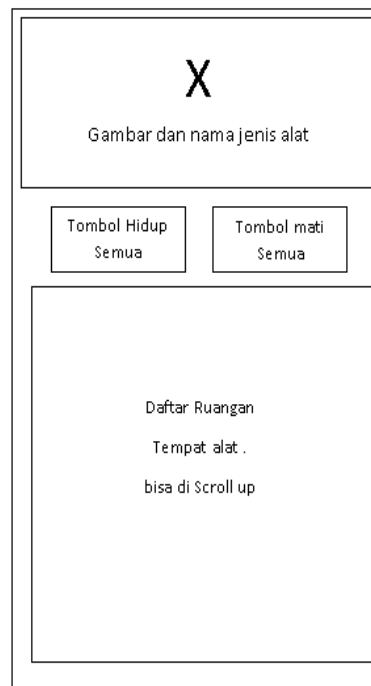 X
Gambar dan nama jenis alat
Tombol Hidup
Semua
Tombol mati
Semua
Daftar Ruangan
Tempat alat .
bisa di Scroll up